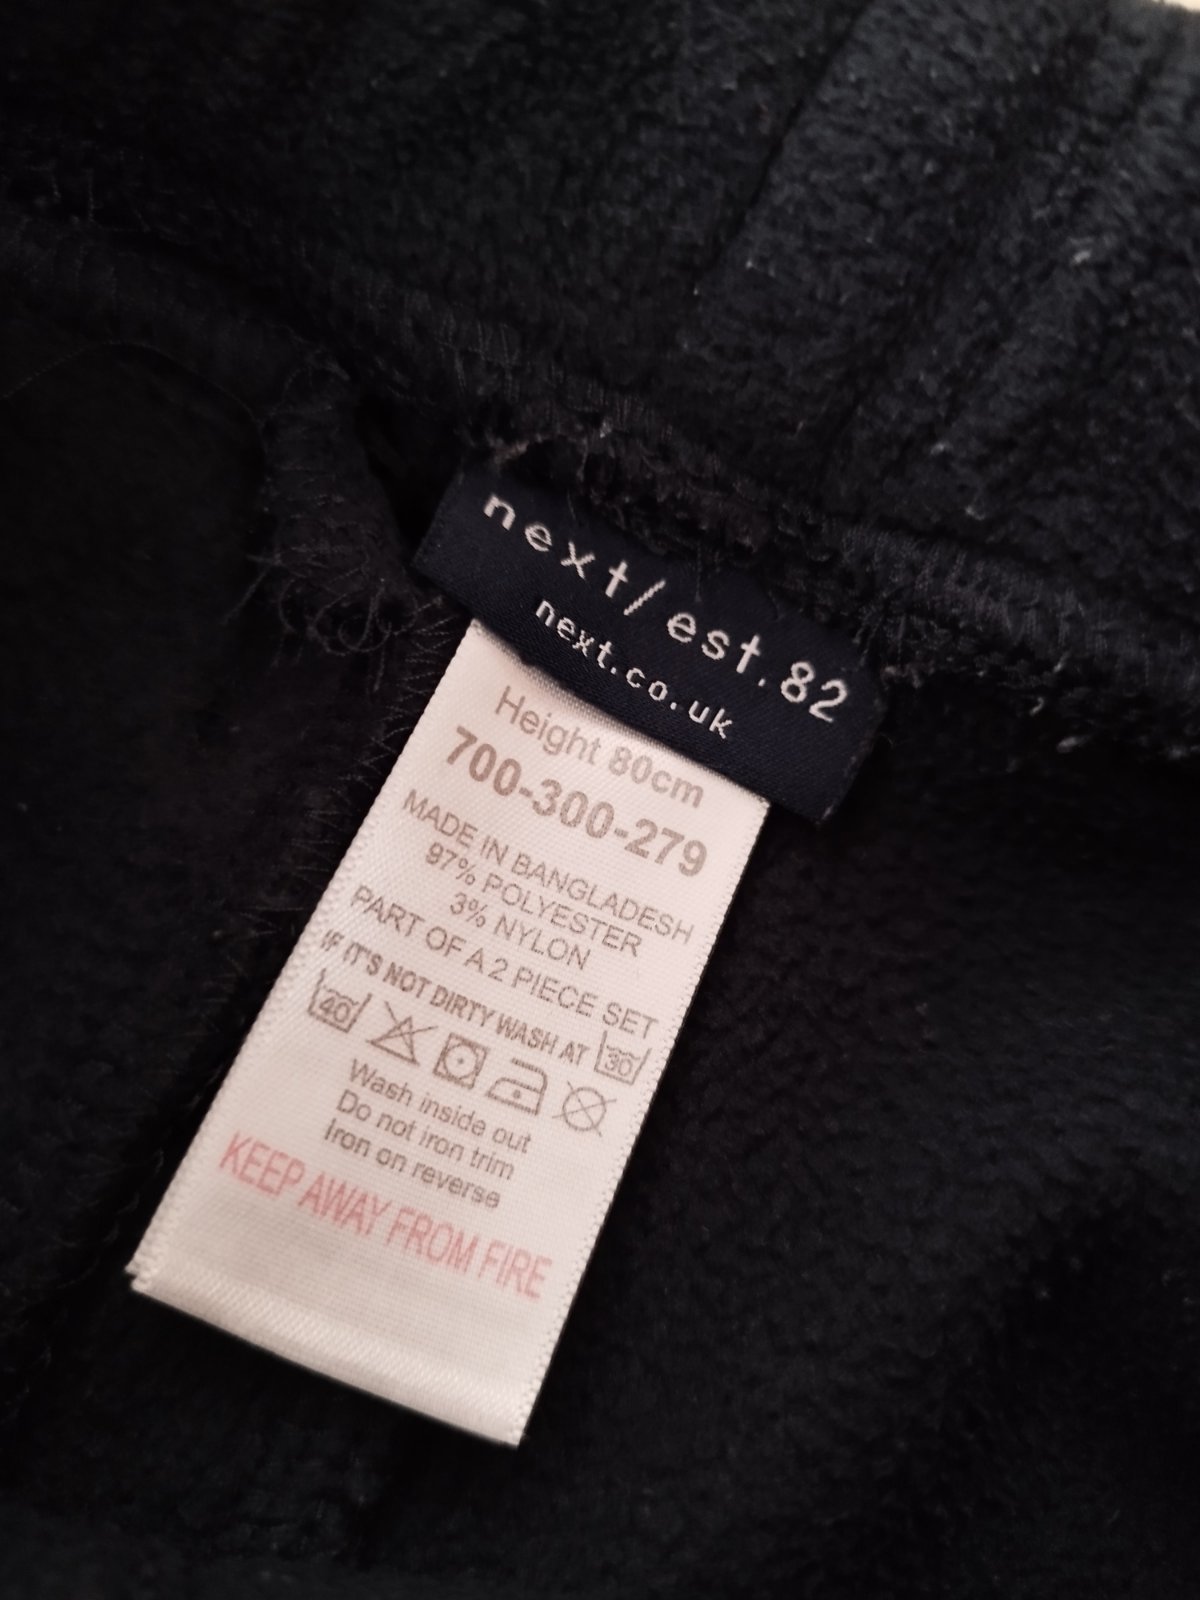 next/est.82
next.co.uk
Height 80cm
700-300-279
MADE IN BANGLADESH
97% POLYESTER
3% NYLON
PART OF A 2 PIECE SET
IF IT'S NOT DIRTY WASH AT 30
40
Wash inside out
Do not iron trim
Iron on reverse
KEEP AWAY FROM FIRE